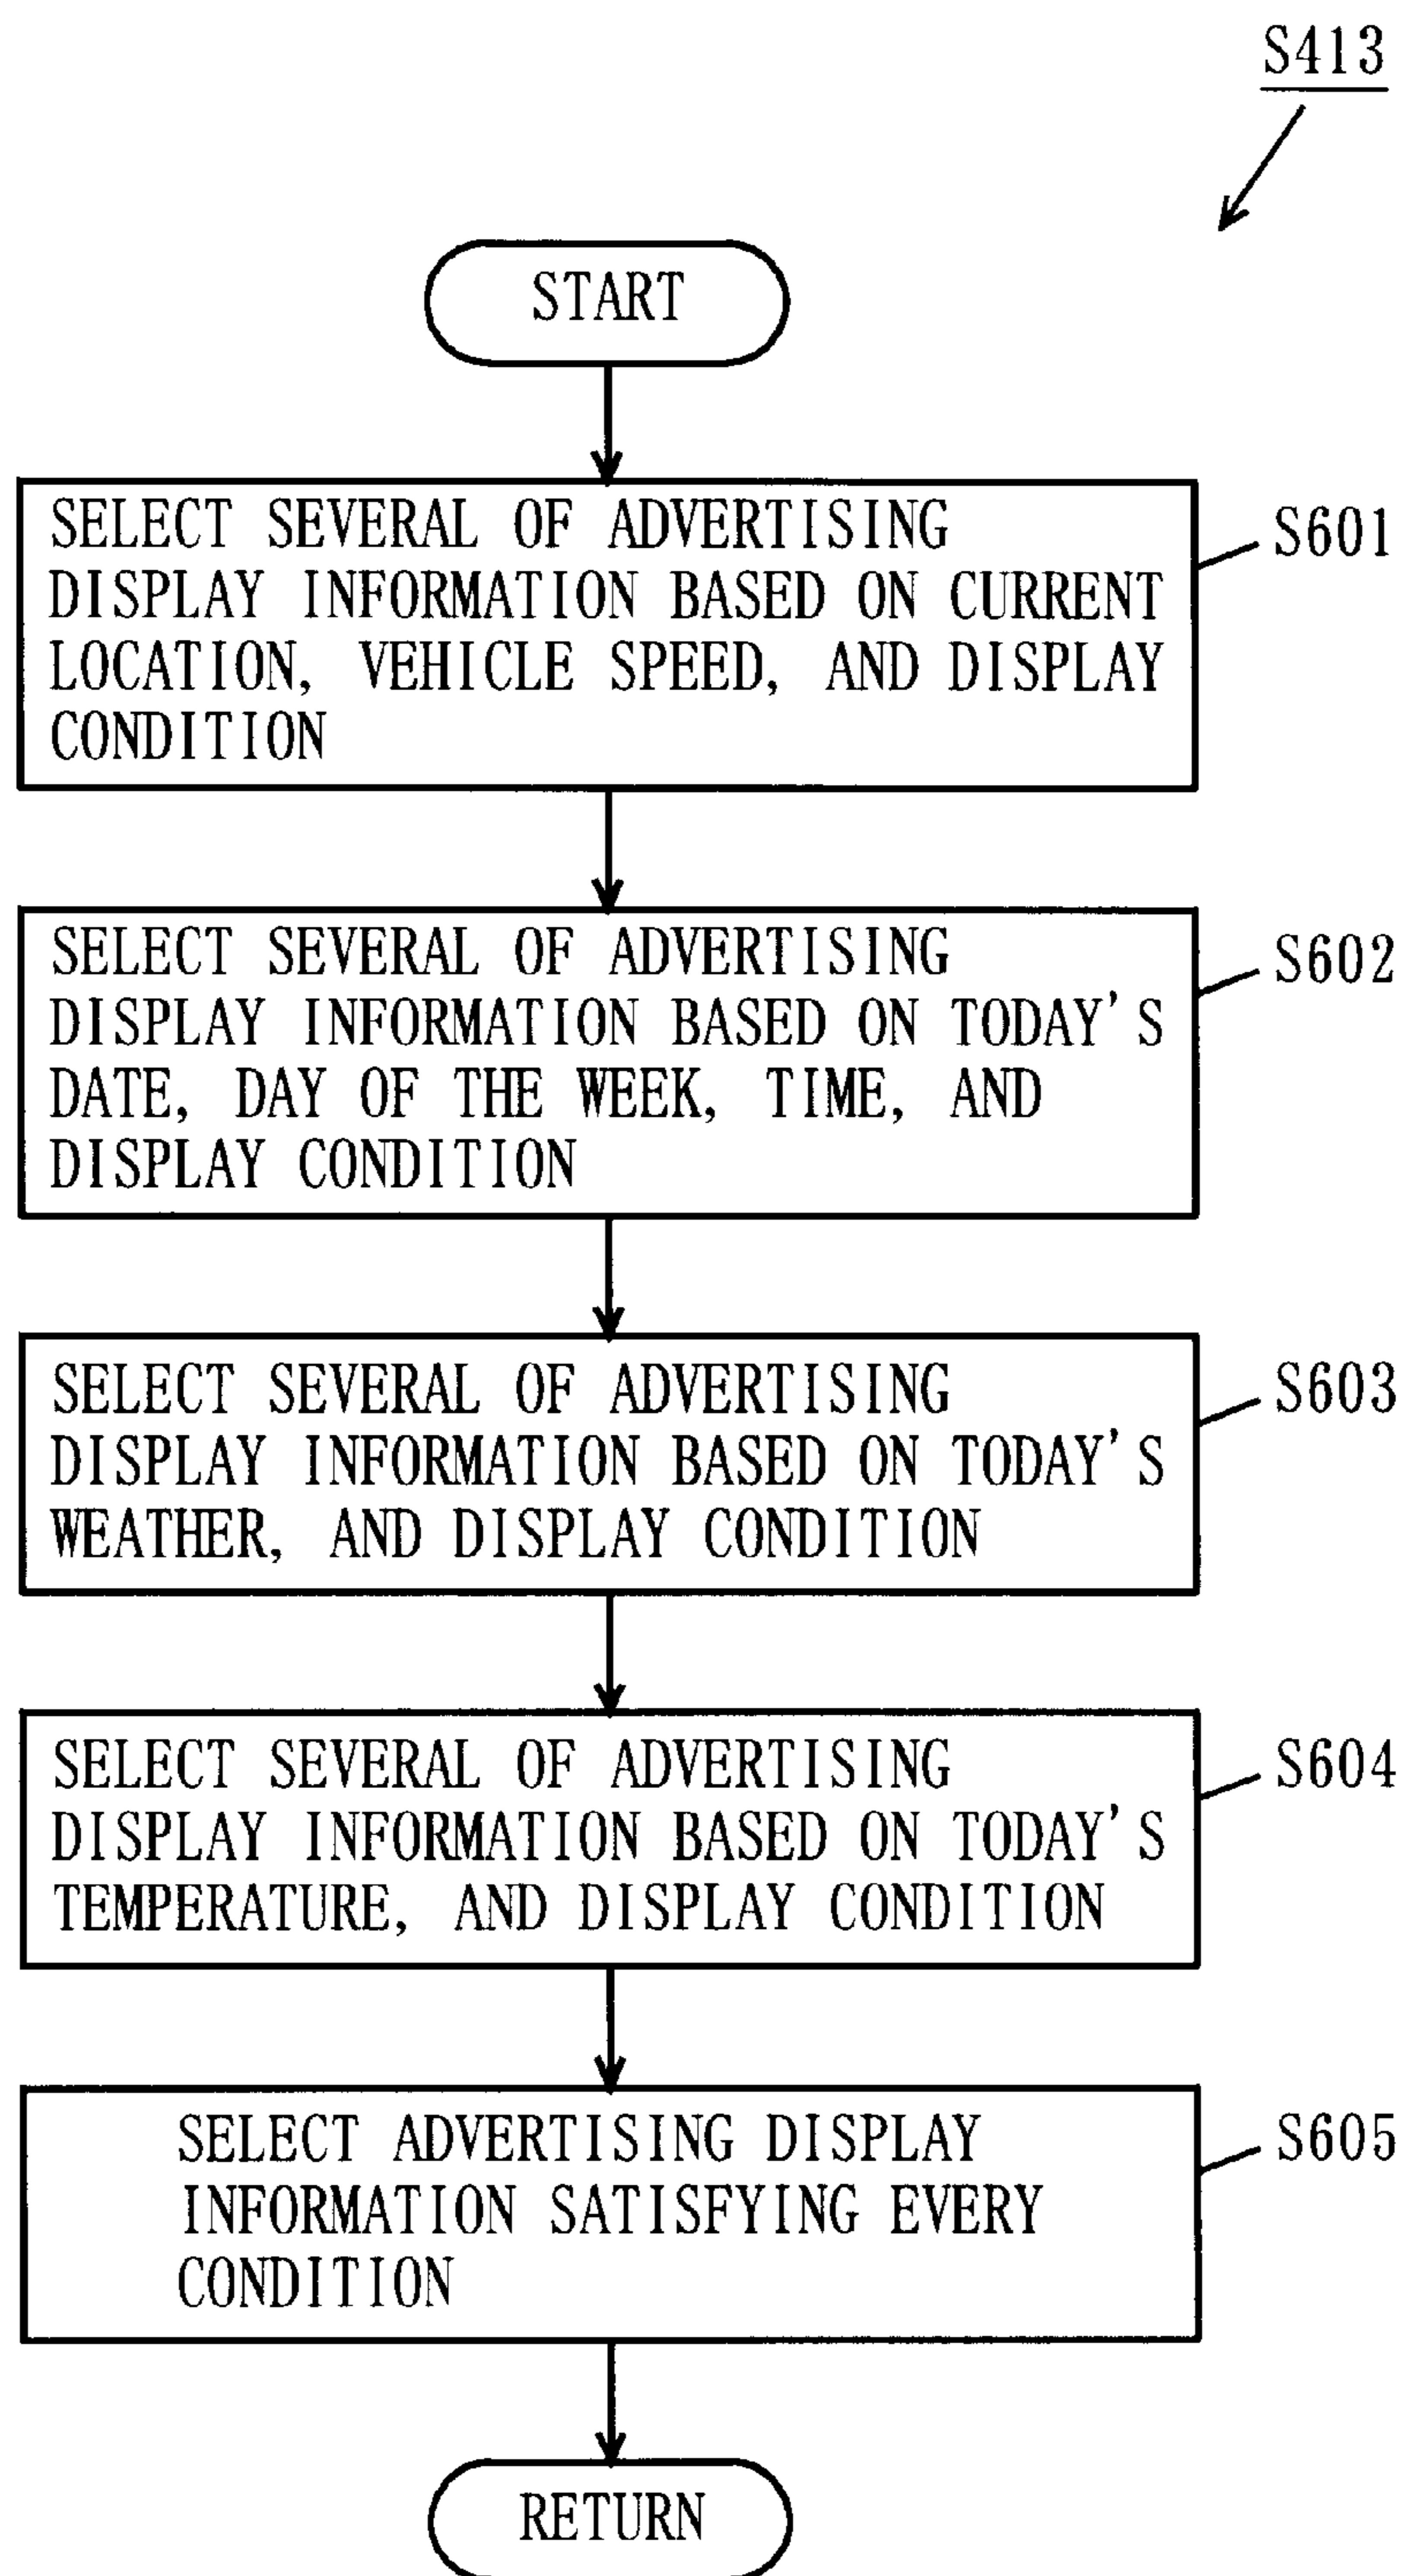 S413
START
SELECT SEVERAL OF ADVERTISING
DISPLAY INFORMATION BASED ON CURRENT
LOCATION, VEHICLE SPEED, AND DISPLAY
CONDITION
S601
SELECT SEVERAL OF ADVERTISING
DISPLAY INFORMATION BASED ON TODAY'S
DATE, DAY OF THE WEEK, TIME, AND
DISPLAY CONDITION
S602
SELECT SEVERAL OF ADVERTISING
DISPLAY INFORMATION BASED ON TODAY'S
WEATHER, AND DISPLAY CONDITION
S603
SELECT SEVERAL OF ADVERTISING
DISPLAY INFORMATION BASED ON TODAY'S
TEMPERATURE, AND DISPLAY CONDITION
S604
SELECT ADVERTISING DISPLAY
INFORMATION SATISFYING EVERY
CONDITION
S605
RETURN